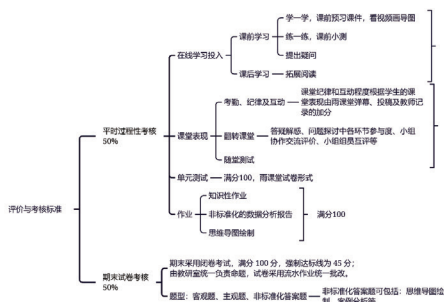 学一学，课前预习课件，看视频画导图
课前学习
练一练，课前小测
在线学习投入
提出疑问
课后学习
拓展阅读
考勤、纪律及互动
课堂纪律和互动程度根据学生的课
堂表现由雨课堂弹幕、投稿及教师记
录的加分
平时过程性考核
50%
课堂表现
翻转课堂
答疑解惑、问题探讨中各环节参与度、小组
协作交流评价、小组组员互评等
随堂测试
单元测试
满分100，雨课堂试卷形式
评价与考核标准
知识性作业
作业
非标准化的数据分析报告
满分100
思维导图绘制
期末试卷考核
50%
期末采用闭卷考试，满分 100 分，强制达标线为 45 分；
由教研室统一负责命题，试卷采用流水作业统一批改。
题型：客观题、主观题、非标准化答案题
非标准化答案题可包括：思维导图绘
制、案例分析等